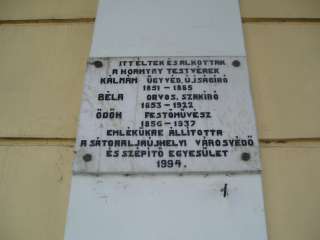 ITT ÉLTEK ÉS ALKOTTAK
A HORNYAY TESTVÉREK
KÁLMÁN ÜGYVÉD, ÚJSÁGÍRÓ
1851 – 1885
BÉLA ORVOS, SZAKÍRÓ
1853 – 1922
ÖDÖN FESTŐMŰVÉSZ
1856 – 1937
EMLÉKÜKRE ÁLLÍTOTTA
A SÁTORALJAÚJHELYI VÁROSVÉDŐ
ÉS SZÉPÍTŐ EGYESÜLET
1994.